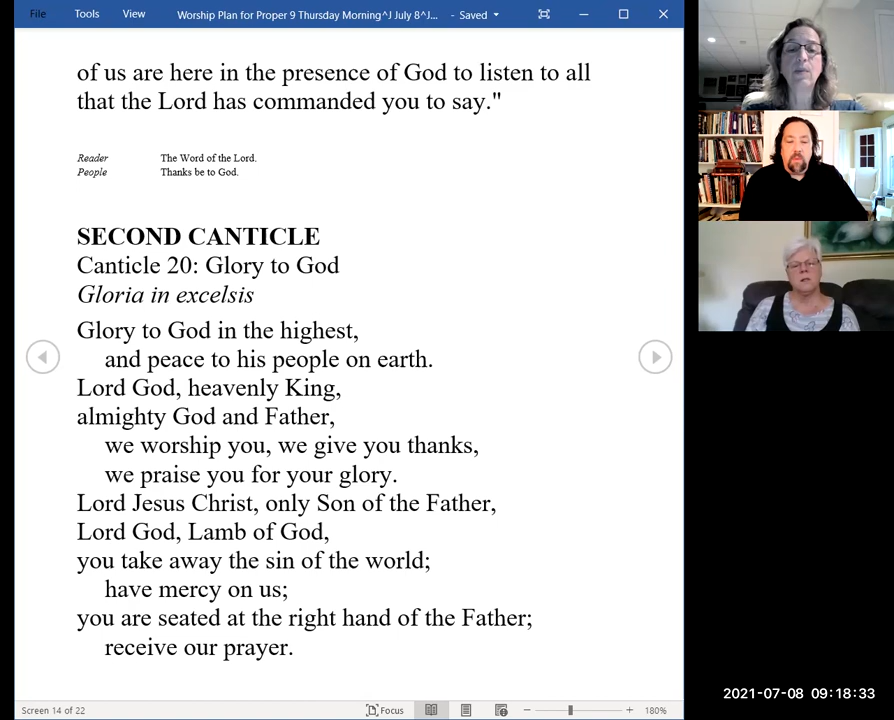 File Tools View Worship Plan for Proper 9 Thursday Morning^J July 8^J... - Saved
of us are here in the presence of God to listen to all
that the Lord has commanded you to say."
Reader The Word of the Lord.
People Thanks be to God.
SECOND CANTICLE
Canticle 20: Glory to God
Gloria in excelsis
Glory to God in the highest,
and peace to his people on earth.
Lord God, heavenly King,
almighty God and Father,
we worship you, we give you thanks,
we praise you for your glory.
Lord Jesus Christ, only Son of the Father,
Lord God, Lamb of God,
you take away the sin of the world;
have mercy on us;
you are seated at the right hand of the Father;
receive our prayer.
Screen 14 of 22 Focus 180%
2021-07-08 09:18:33